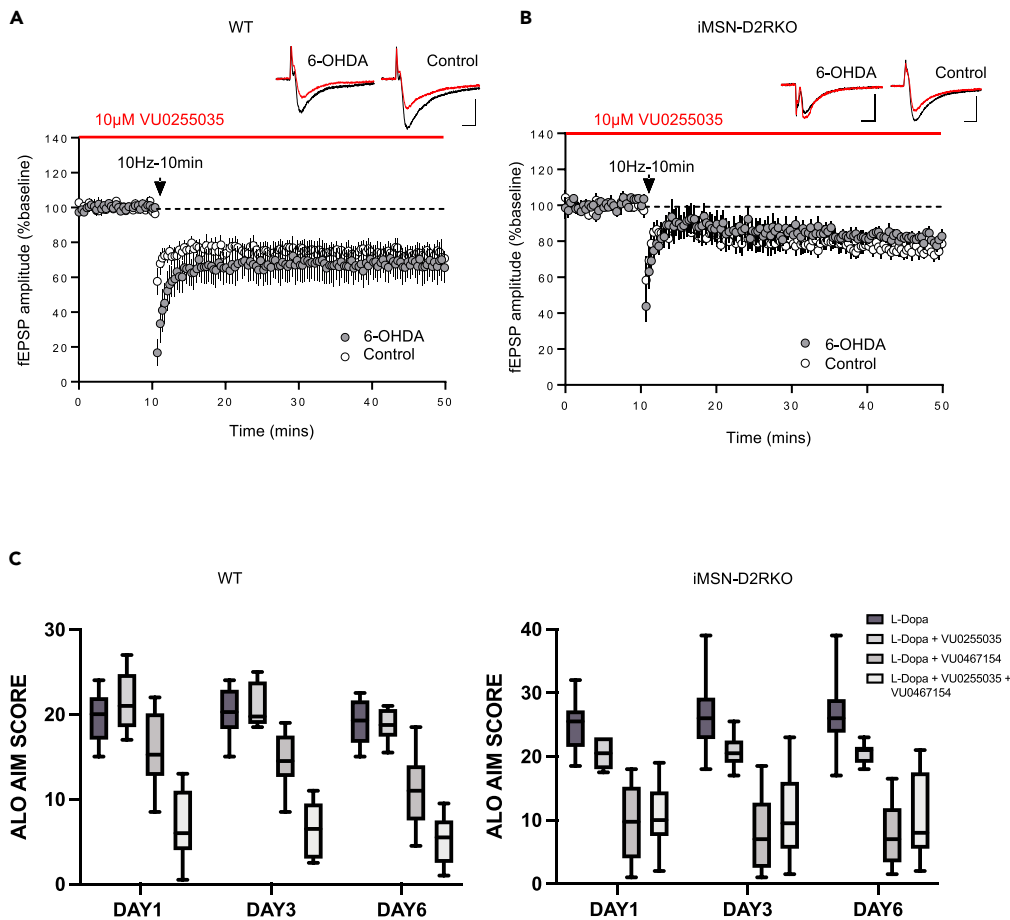 A
WT
6-OHDA
Control
10µM VU0255035
10Hz-10min
fEPSP amplitude (%baseline)
140
120
100
80
60
40
20
0
6-OHDA
Control
0
10
20
30
40
50
Time (mins)
B
iMSN-D2RKO
6-OHDA
Control
10µM VU0255035
10Hz-10min
fEPSP amplitude (%baseline)
140
120
100
80
60
40
20
0
6-OHDA
Control
0
10
20
30
40
50
Time (mins)
C
WT
ALO AIM SCORE
30
20
10
0
DAY1
DAY3
DAY6
iMSN-D2RKO
ALO AIM SCORE
40
30
20
10
0
DAY1
DAY3
DAY6
L-Dopa
L-Dopa + VU0255035
L-Dopa + VU0467154
L-Dopa + VU0255035 +
VU0467154